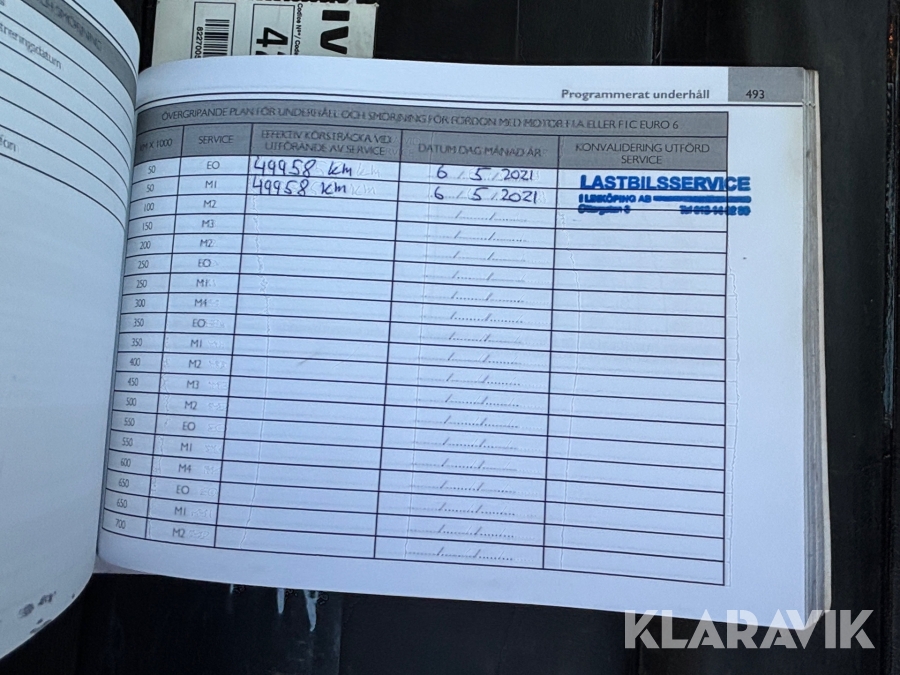 Programmerat underhåll 493
ÖVERGRIPANDE PLAN FÖR UNDERHÅLL OCH SMÖRJNING FÖR FORDON MED MOTOR F1A ELLER F1C EURO 6
KM X 1000 SERVICE EFFEKTIV KÖRSTRÄCKA VID UTFÖRANDE AV SERVICE DATUM DAG MÅNAD ÅR KONVALIDERING UTFÖRD SERVICE
50 EO 49958 km 6/5/2021
50 M1 49958 km 6/5/2021
LASTBILSSERVICE
I LINKÖPING AB
100 M2
150 M3
200 M2
250 EO
250 M1
300 M4
350 EO
350 M1
400 M2
450 M3
500 M2
550 EO
550 M1
600 M4
650 EO
650 M1
700 M2
KLARAVIK